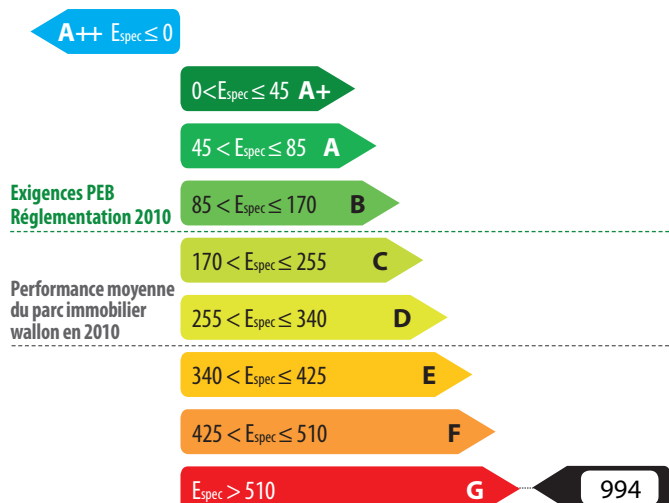 A++ Espec ≤ 0
0<Espec ≤ 45 A+
45 < Espec ≤ 85 A
Exigences PEB
Réglementation 2010
85 < Espec ≤ 170 B
170 < Espec ≤ 255 C
Performance moyenne
du parc immobilier
wallon en 2010
255 < Espec ≤ 340 D
340 < Espec ≤ 425 E
425 < Espec ≤ 510 F
Espec > 510 G 994